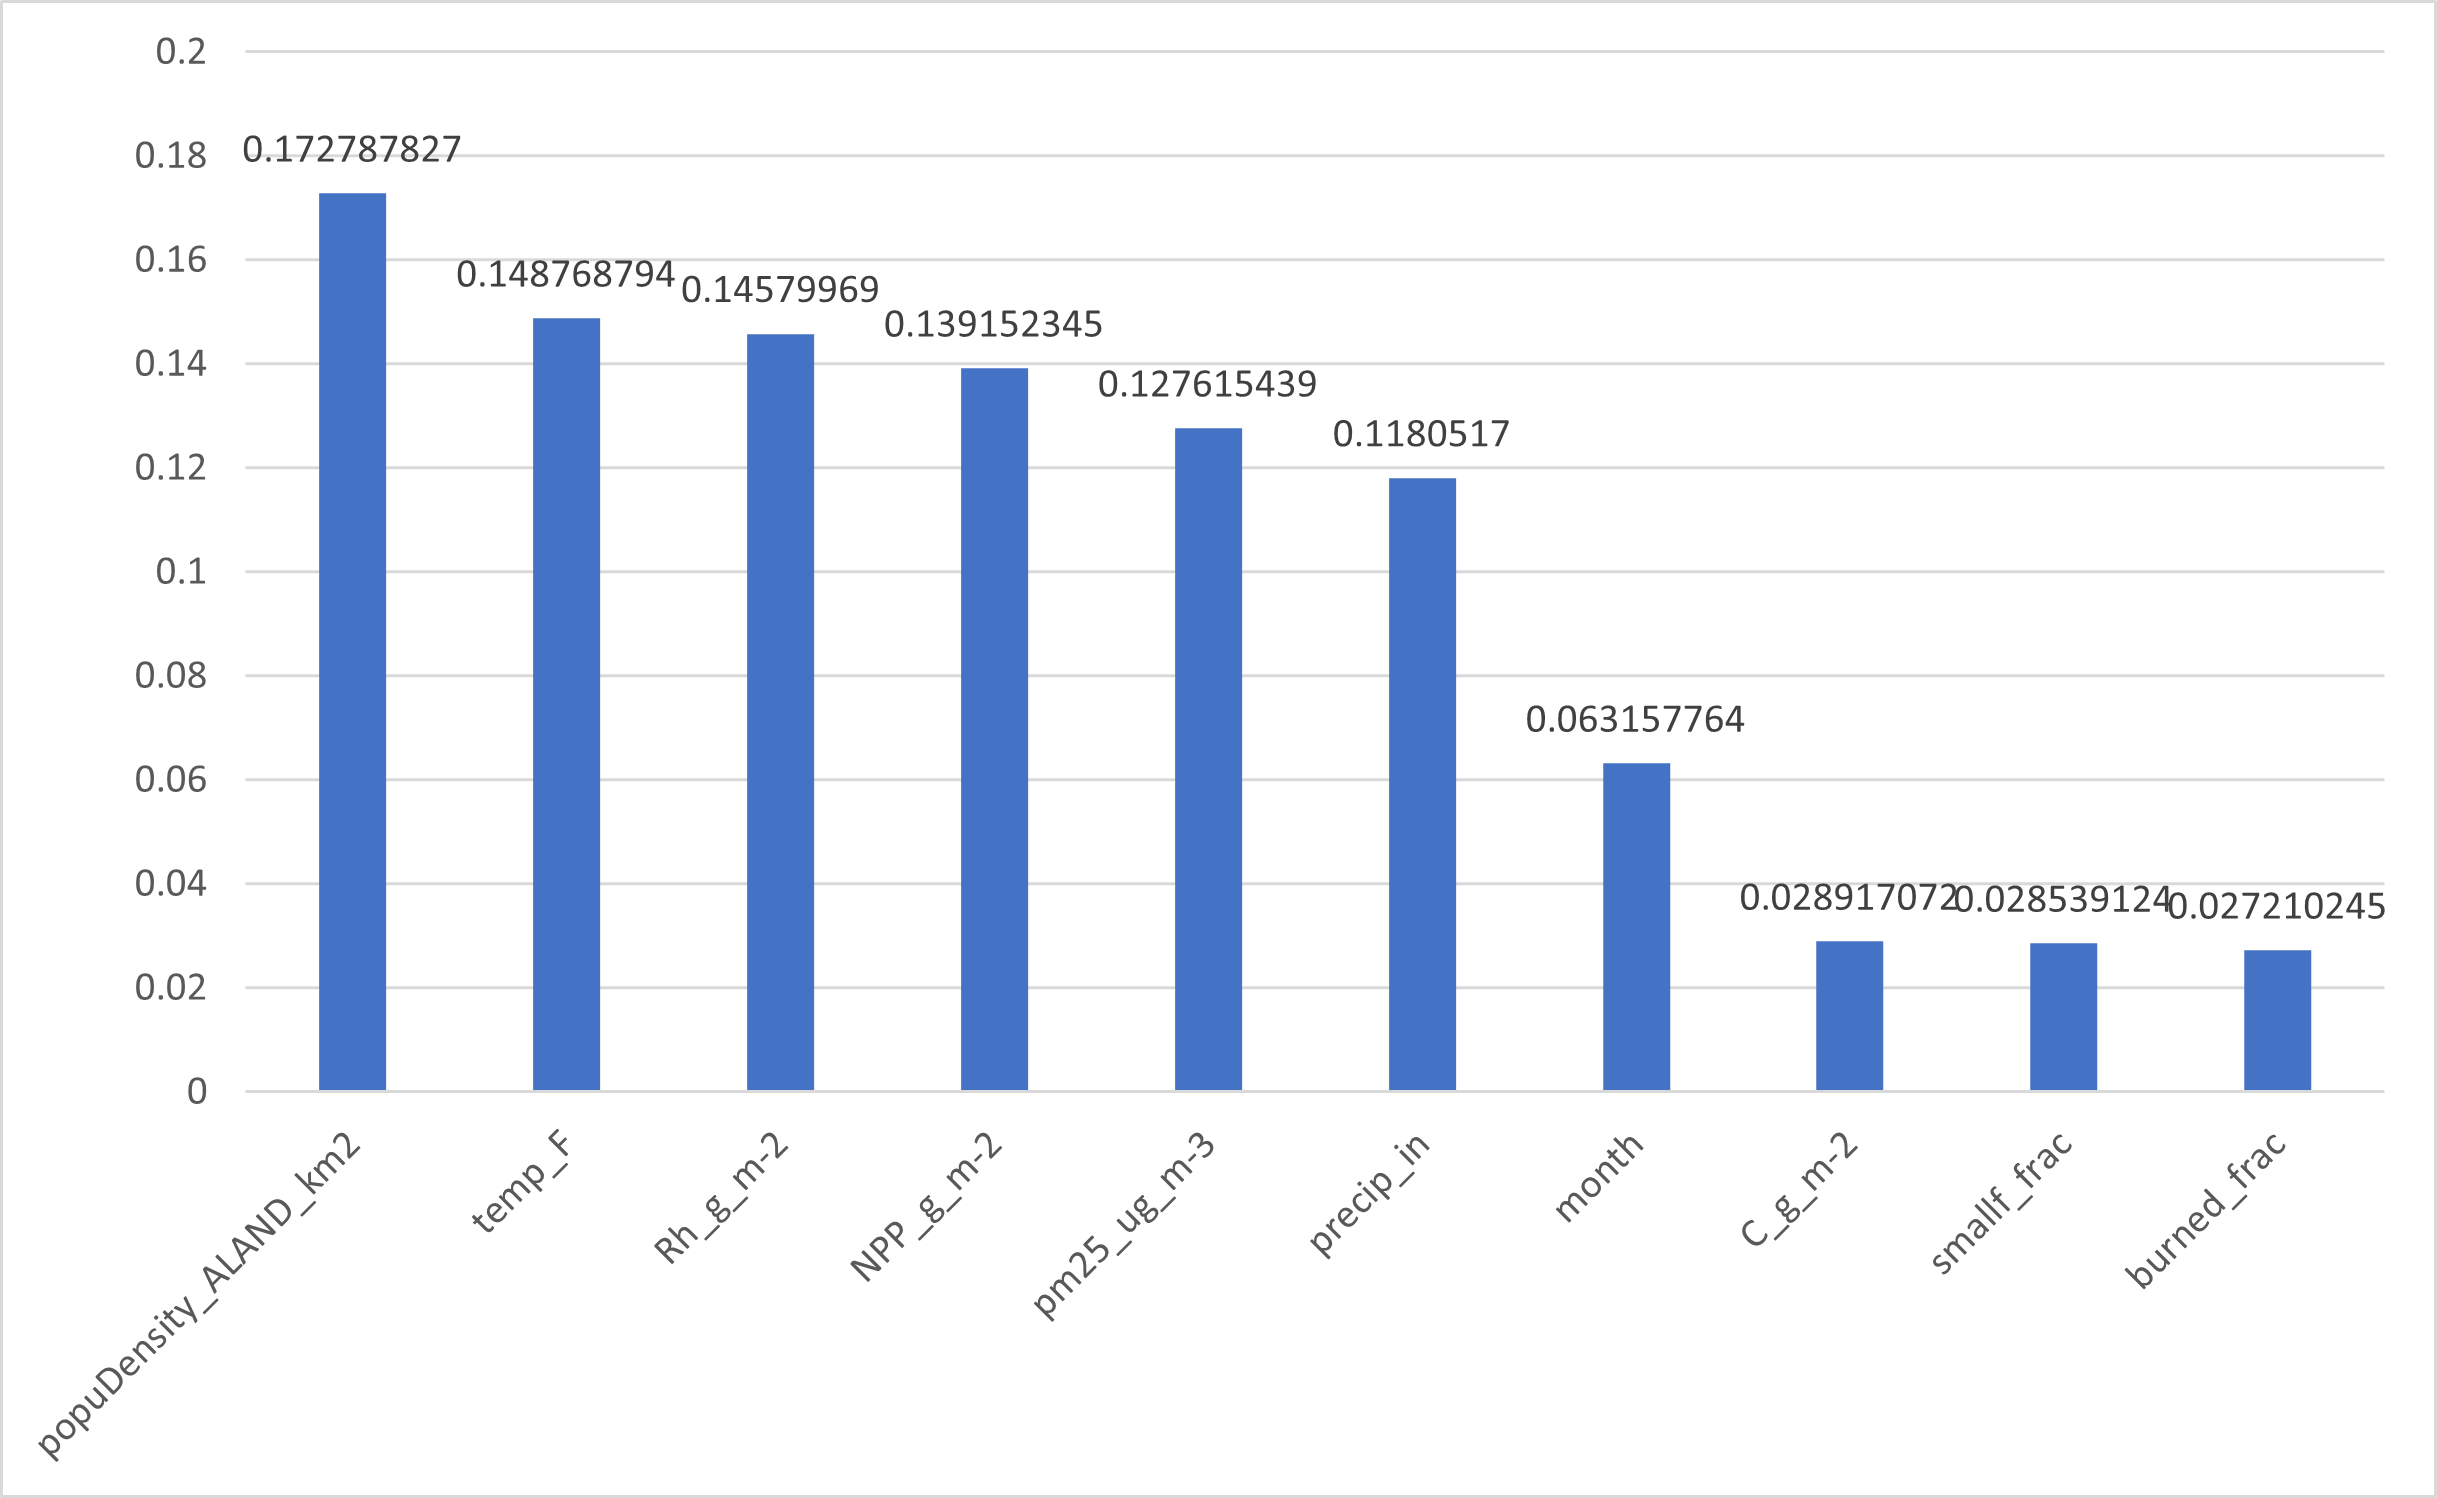 0.2
0.18
0.16
0.14
0.12
0.1
0.08
0.06
0.04
0.02
0
0.172787827
0.148768794
0.14579969
0.139152345
0.127615439
0.1180517
0.063157764
0.028917072
0.028539124
0.027210245
popuDensity_ALAND_km2
temp_F
Rh_g_m-2
NPP_g_m-2
pm25_ug_m-3
precip_in
month
C_g_m-2
smallf_frac
burned_frac